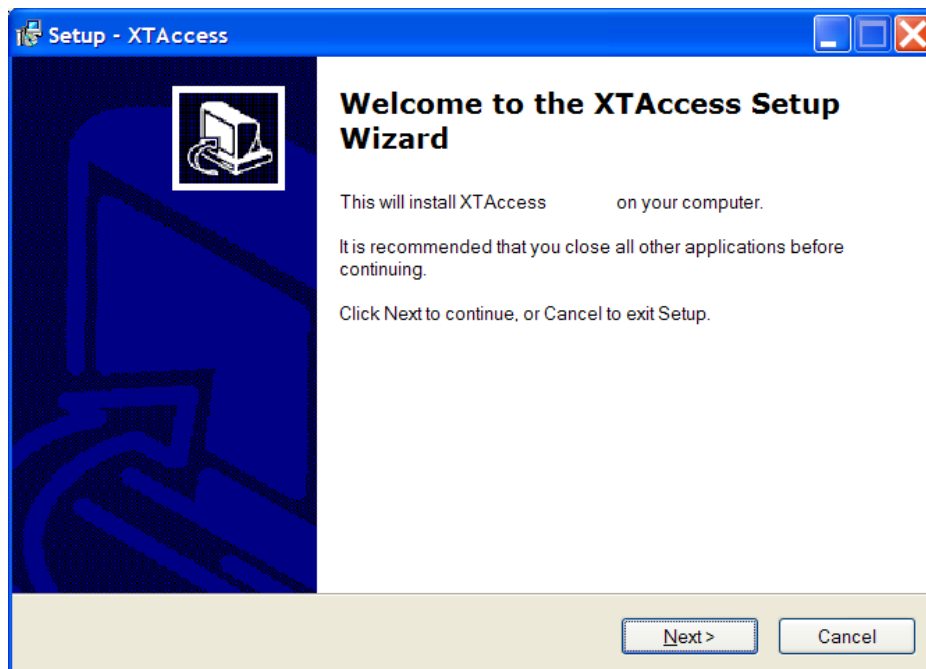 Setup - XTAccess
Welcome to the XTAccess Setup
Wizard
This will install XTAccess on your computer.
It is recommended that you close all other applications before
continuing.
Click Next to continue, or Cancel to exit Setup.
Next >
Cancel